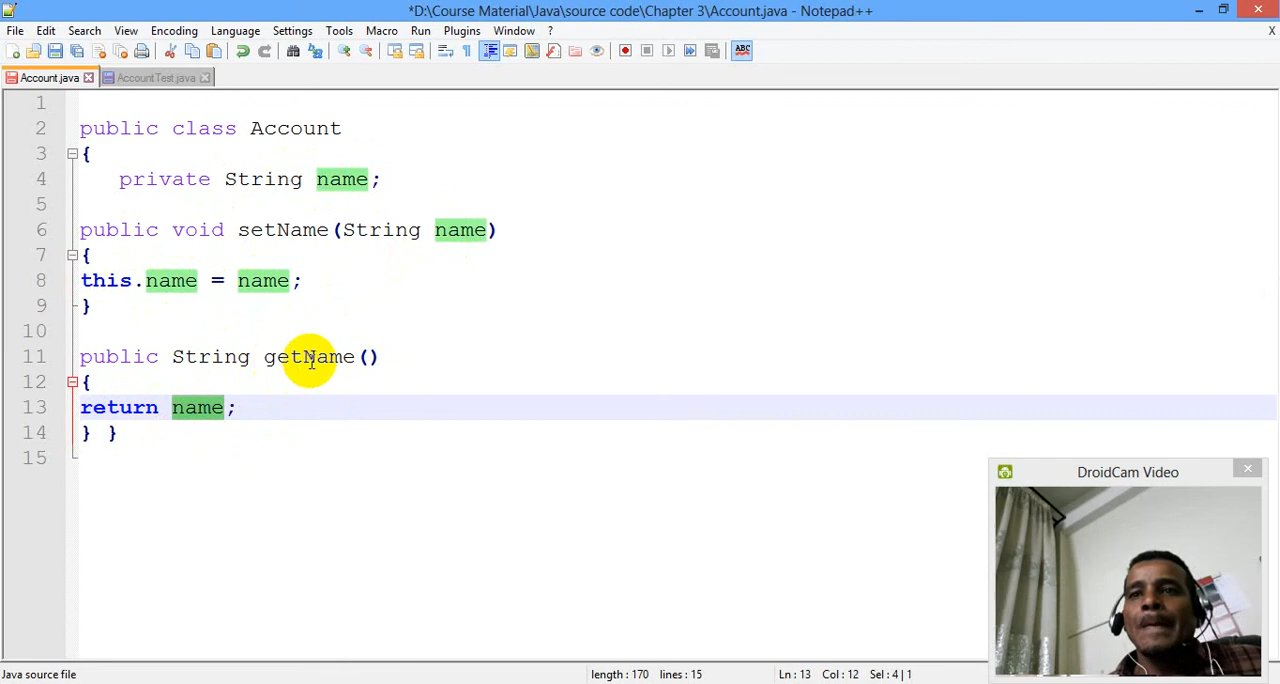 *D:\Course Material\Java\source code\Chapter 3\Account.java - Notepad++
File Edit Search View Encoding Language Settings Tools Macro Run Plugins Window ? X
ABC
Account.java AccountTest.java
1
2 public class Account
3 {
4 private String name;
5
6 public void setName(String name)
7 {
8 this.name = name;
9 }
10
11 public String getName()
12 {
13 return name;
14 } }
15
DroidCam Video
Java source file length : 170 lines : 15 Ln : 13 Col : 12 Sel : 4 | 1